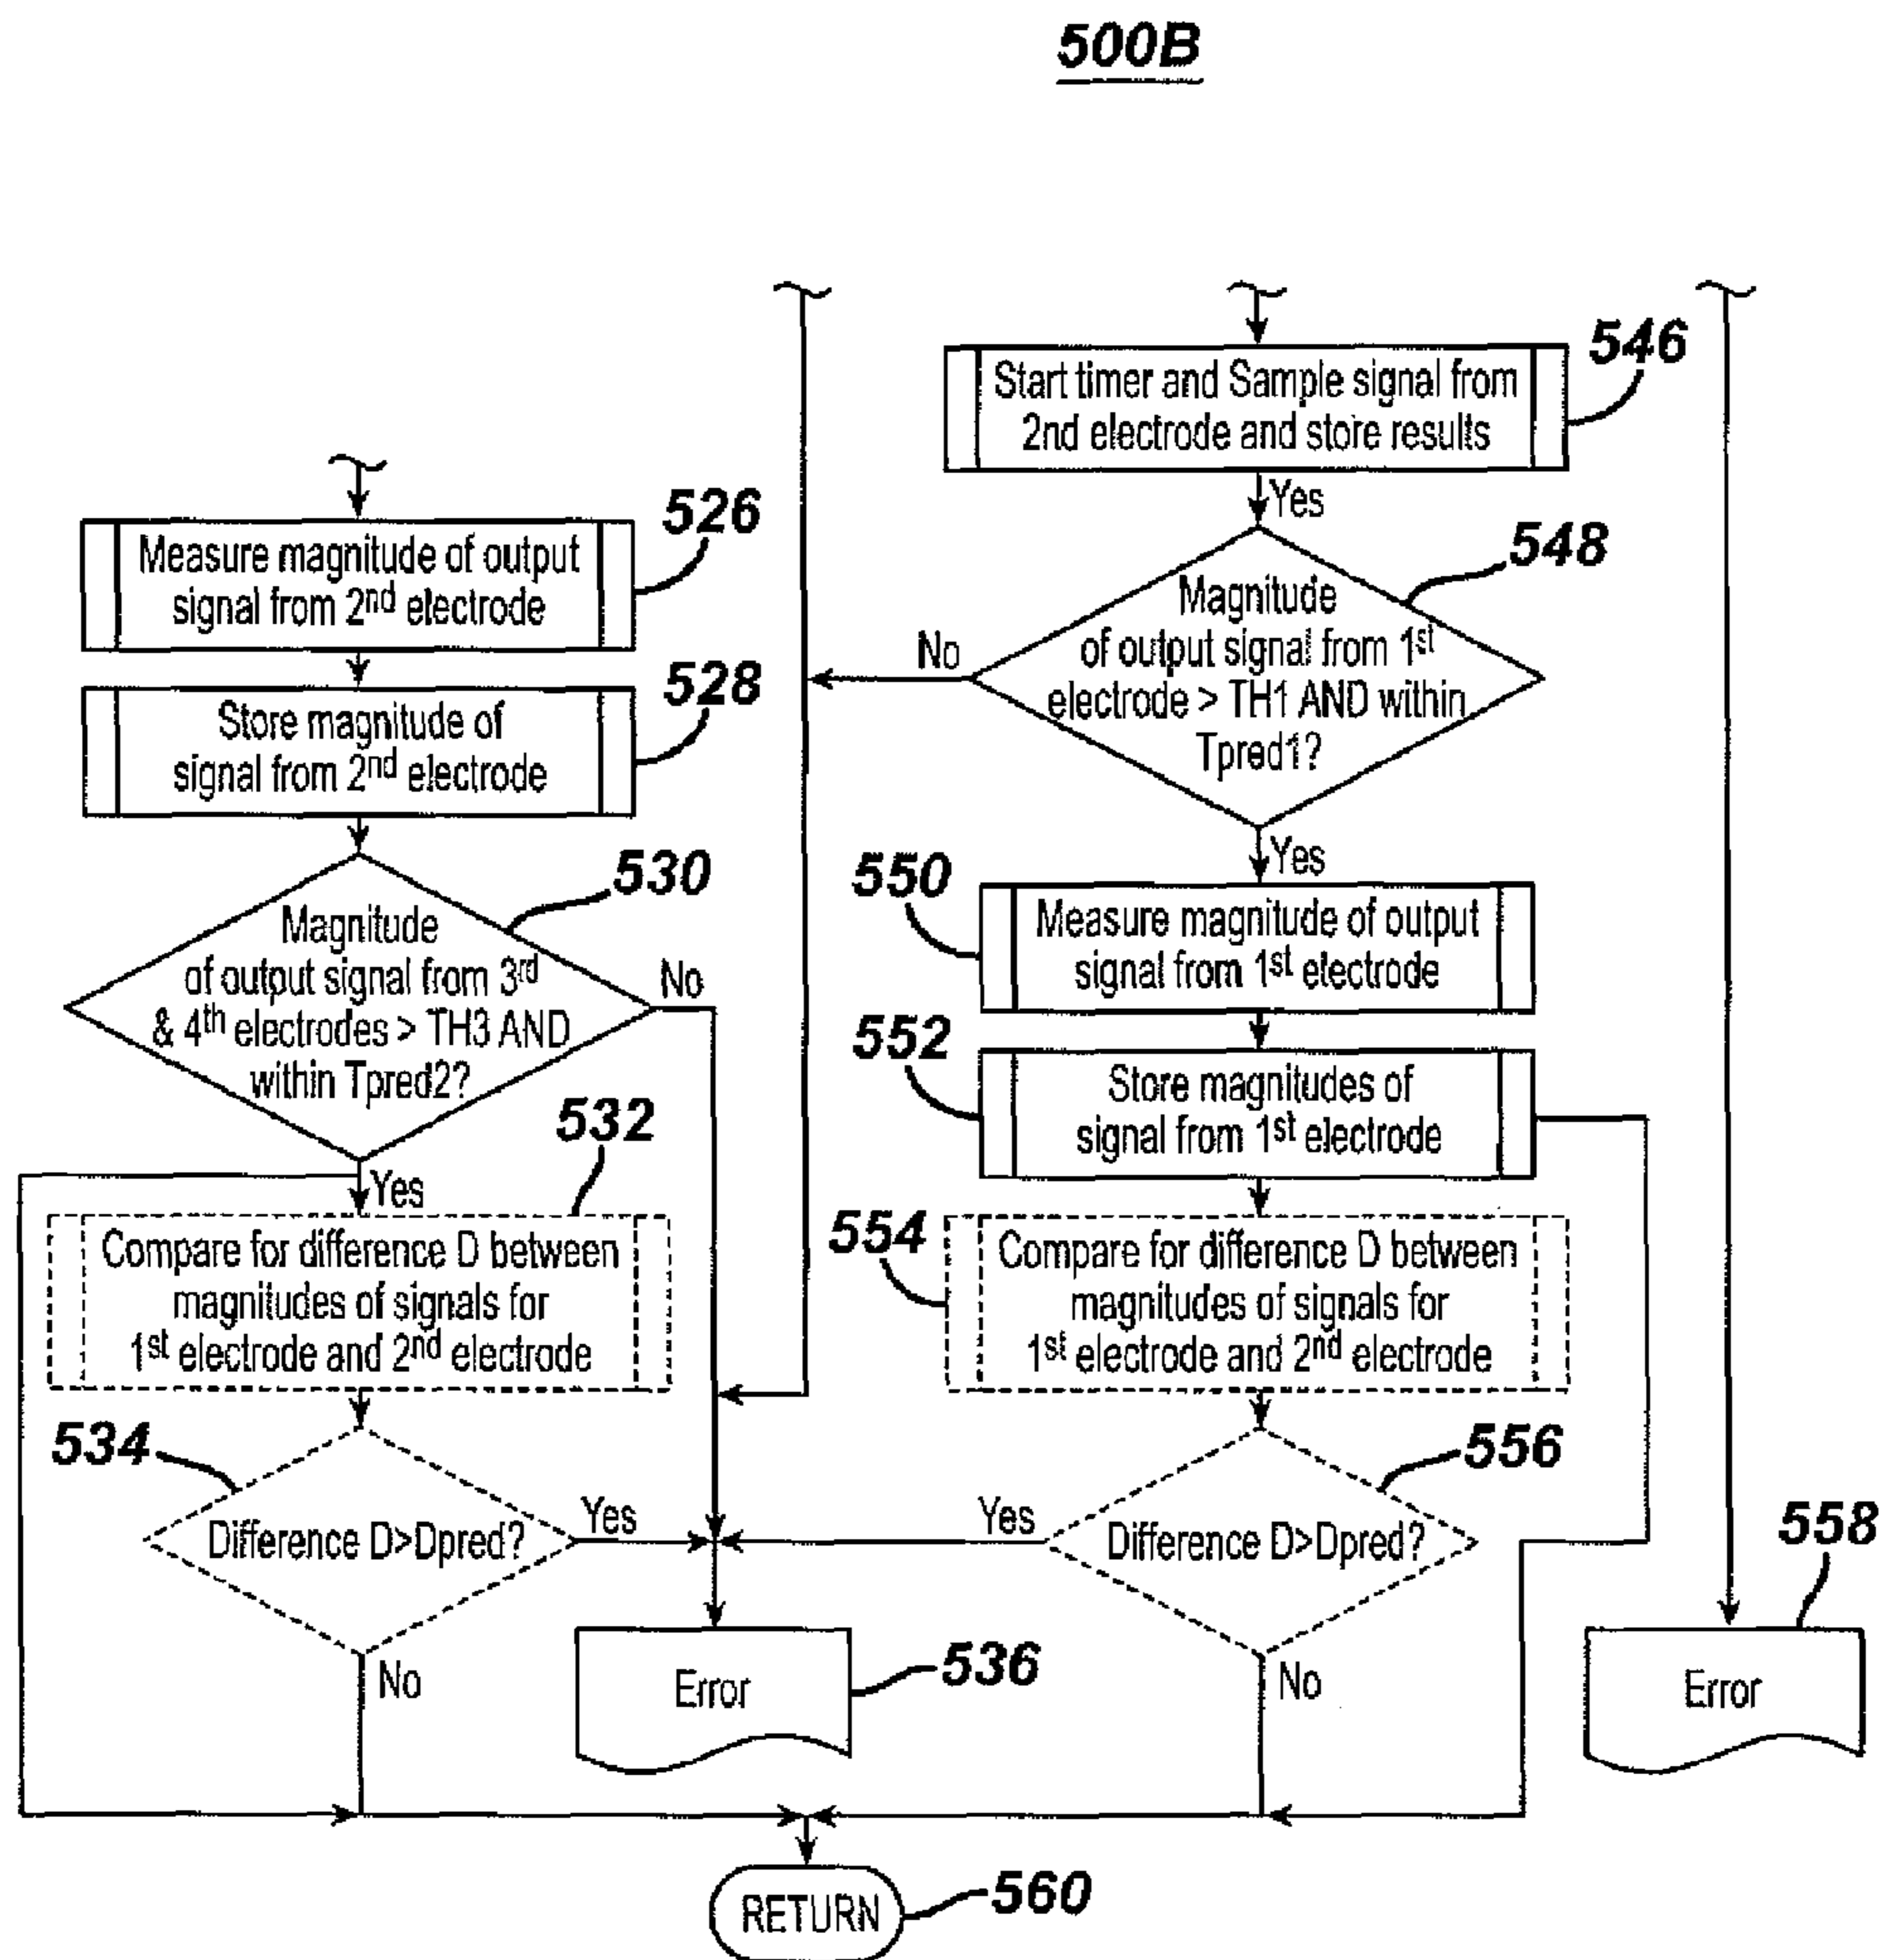 500B
Start timer and Sample signal from
2nd electrode and store results
546
Yes
526
Measure magnitude of output
signal from 2nd electrode
548
Magnitude
of output signal from 1st
electrode > TH1 AND within
Tpred1?
No
528
Store magnitude of
signal from 2nd electrode
Yes
530
Magnitude
of output signal from 3rd
& 4th electrodes > TH3 AND
within Tpred2?
No
550
Measure magnitude of output
signal from 1st electrode
552
Store magnitudes of
signal from 1st electrode
532
Yes
Compare for difference D between
magnitudes of signals for
1st electrode and 2nd electrode
554
Compare for difference D between
magnitudes of signals for
1st electrode and 2nd electrode
534
Difference D>Dpred?
Yes
No
556
Yes
Difference D>Dpred?
No
Error
536
558
Error
RETURN
560